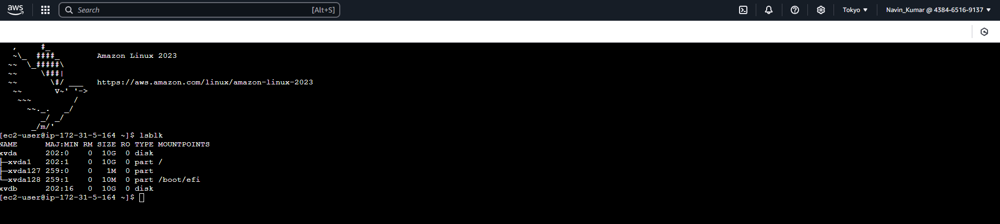 aws
Search [Alt+S] Tokyo ▼ Navin_Kumar @ 4384-6516-9137 ▼
   ,     #_
   ~\_  ####_        Amazon Linux 2023
  ~~  \_#####\
  ~~     \###|
  ~~       \#/ ___   https://aws.amazon.com/linux/amazon-linux-2023
   ~~       V~' '->
    ~~~         /
      ~~._.   _/
         _/ _/
       _/m/'
[ec2-user@ip-172-31-5-164 ~]$ lsblk
NAME      MAJ:MIN RM SIZE RO TYPE MOUNTPOINTS
xvda      202:0    0  10G  0 disk
├─xvda1   202:1    0  10G  0 part /
├─xvda127 259:0    0   1M  0 part
└─xvda128 259:1    0  10M  0 part /boot/efi
xvdb      202:16   0  10G  0 disk
[ec2-user@ip-172-31-5-164 ~]$